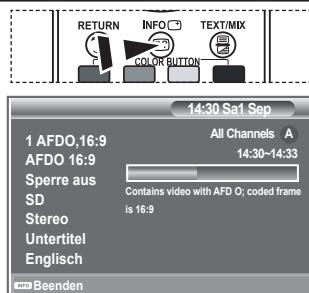 RETURN INFO TEXT/MIX
COLOR BUTTON
14:30 Sa1 Sep
All Channels A
14:30~14:33
1 AFDO,16:9
AFDO 16:9
Sperre aus
SD
Stereo
Untertitel
Englisch
Contains video with AFD O; coded frame
is 16:9
INFO Beenden